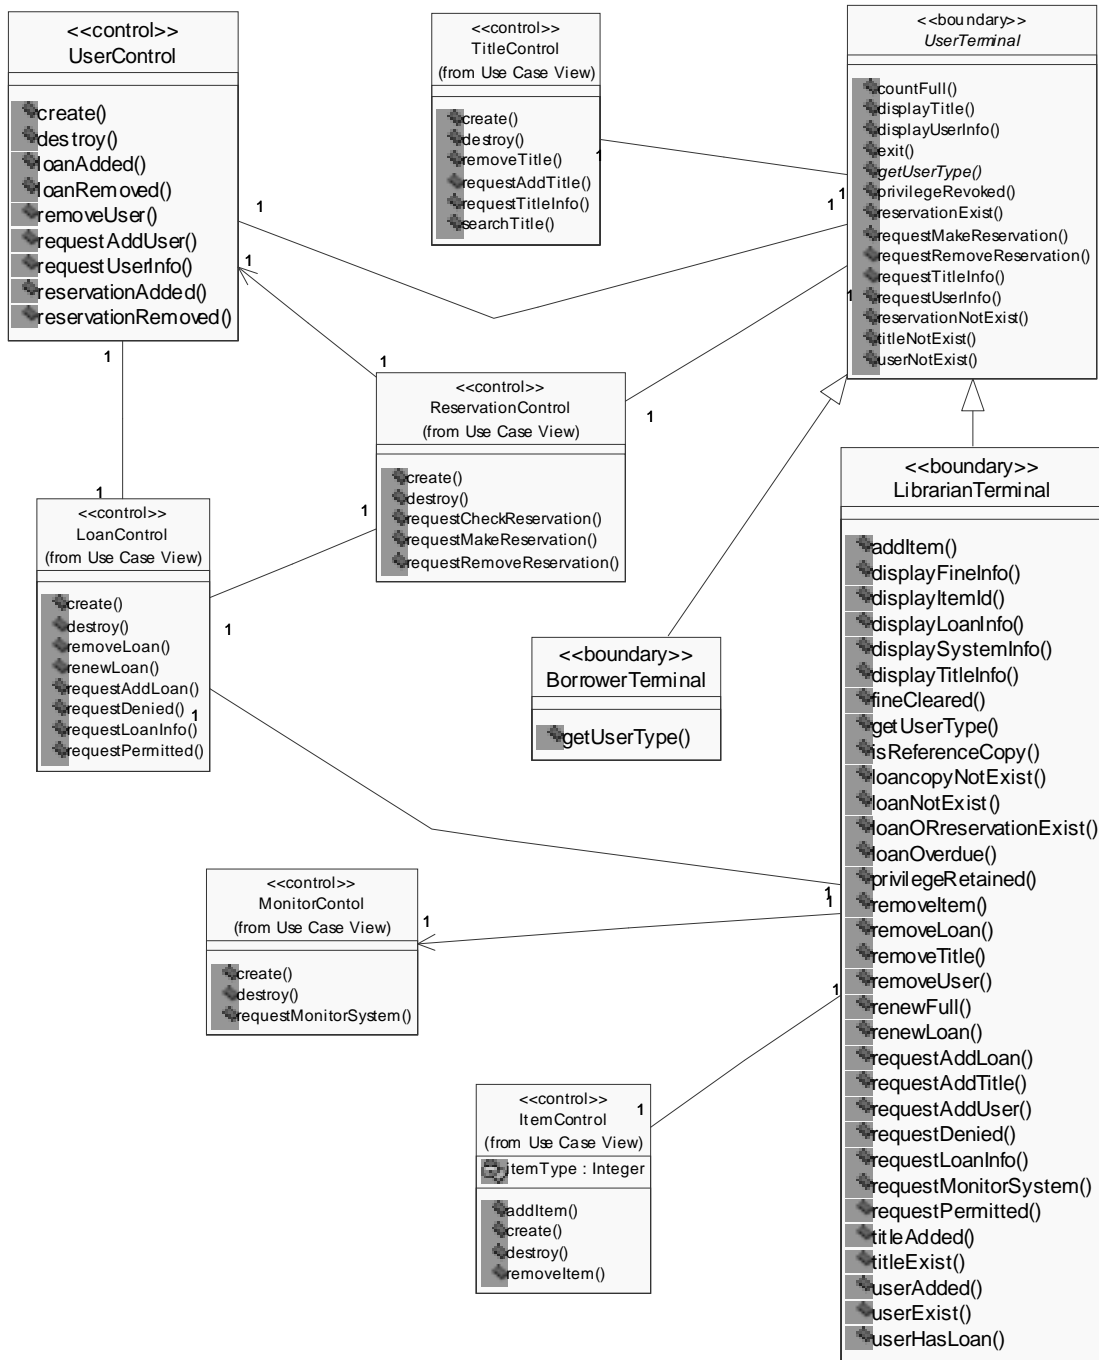 <<control>>
UserControl
create()
destroy()
loanAdded()
loanRemoved()
removeUser()
requestAddUser()
requestUserInfo()
reservationAdded()
reservationRemoved()
<<control>>
TitleControl
(from Use Case View)
create()
destroy()
removeTitle()
requestAddTitle()
requestTitleInfo()
searchTitle()
<<boundary>>
UserTerminal
countFull()
displayTitle()
displayUserInfo()
exit()
getUserType()
privilegeRevoked()
reservationExist()
requestMakeReservation()
requestRemoveReservation()
requestTitleInfo()
requestUserInfo()
reservationNotExist()
titleNotExist()
userNotExist()
1
1
1
1
1
1
1
1
1
1
1
1
<<control>>
ReservationControl
(from Use Case View)
create()
destroy()
requestCheckReservation()
requestMakeReservation()
requestRemoveReservation()
<<control>>
LoanControl
(from Use Case View)
create()
destroy()
removeLoan()
renewLoan()
requestAddLoan()
requestDenied()
requestLoanInfo()
requestPermitted()
1
1
<<boundary>>
BorrowerTerminal
getUserType()
<<boundary>>
LibrarianTerminal
addItem()
displayFineInfo()
displayItemId()
displayLoanInfo()
displaySystemInfo()
displayTitleInfo()
fineCleared()
getUserType()
isReferenceCopy()
loancopyNotExist()
loanNotExist()
loanORreservationExist()
loanOverdue()
privilegeRetained()
removeItem()
removeLoan()
removeTitle()
removeUser()
renewFull()
renewLoan()
requestAddLoan()
requestAddTitle()
requestAddUser()
requestDenied()
requestLoanInfo()
requestMonitorSystem()
requestPermitted()
titleAdded()
titleExist()
userAdded()
userExist()
userHasLoan()
<<control>>
MonitorContol
(from Use Case View)
create()
destroy()
requestMonitorSystem()
1
1
1
1
<<control>>
ItemControl
(from Use Case View)
itemType : Integer
addItem()
create()
destroy()
removeItem()